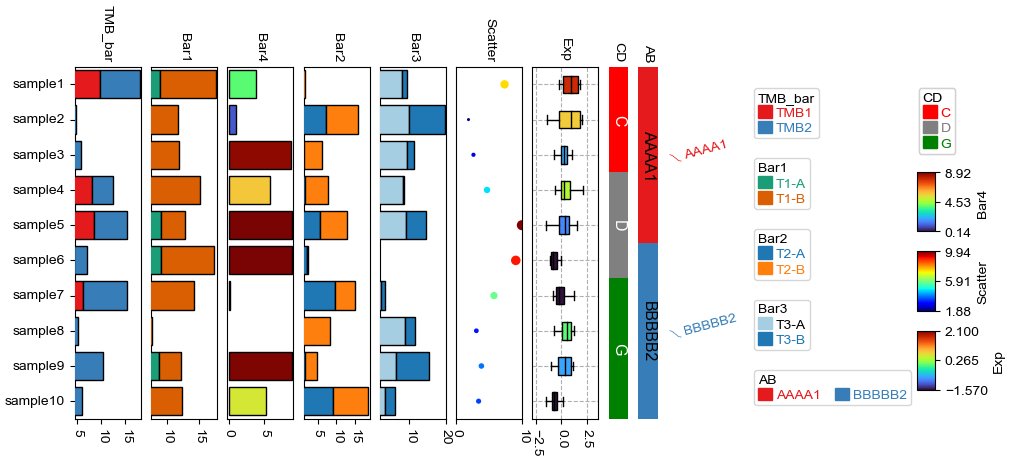 TMB_bar
Bar1
Bar4
Bar2
Bar3
Scatter
Exp
CD
AB
sample1
sample2
sample3
sample4
sample5
sample6
sample7
sample8
sample9
sample10
5 10 15
10 15
0 5
5 10 15
10 20
0 10
−2.5 0.0 2.5
C
D
G
AAAA1
BBBBB2
AAAA1
BBBBB2
TMB_bar
TMB1
TMB2
Bar1
T1-A
T1-B
Bar2
T2-A
T2-B
Bar3
T3-A
T3-B
AB
AAAA1 BBBBB2
CD
C
D
G
8.92
4.53
0.14
Bar4
9.94
5.91
1.88
Scatter
2.100
0.265
−1.570
Exp